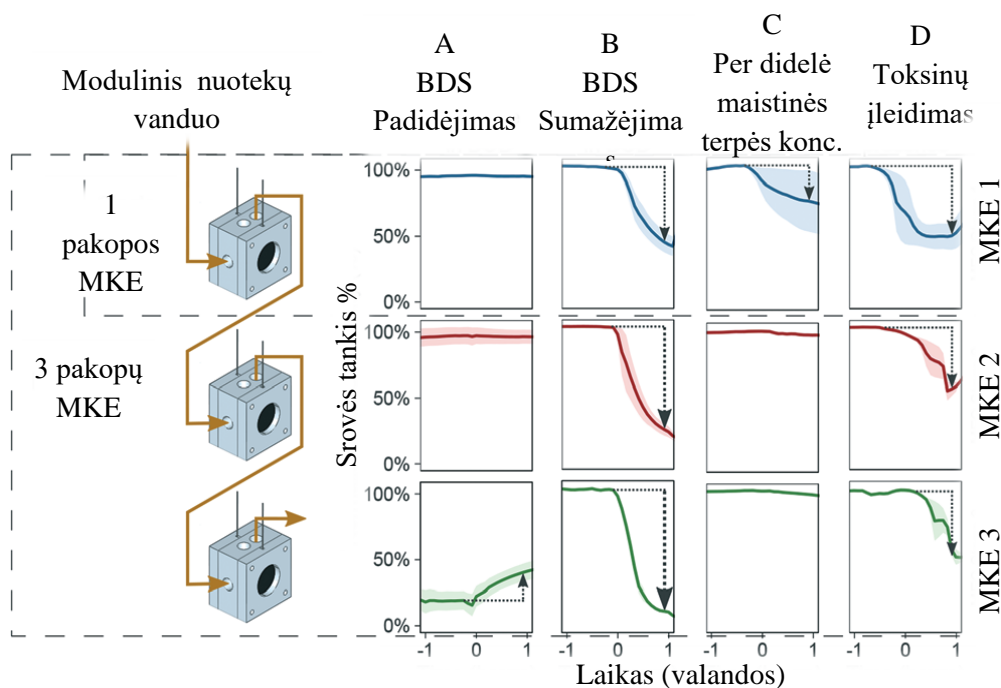 Modulinis nuotekų
vanduo
A
BDS
Padidėjimas
B
BDS
Sumažėjima
s
C
Per didelė
maistinės
terpės konc.
D
Toksinų
įleidimas
1
pakopos
MKE
3 pakopų
MKE
Srovės tankis %
100%
50%
0%
MKE 1
100%
50%
0%
MKE 2
100%
50%
0%
MKE 3
-1 0 1 -1 0 1 -1 0 1 -1 0 1
Laikas (valandos)